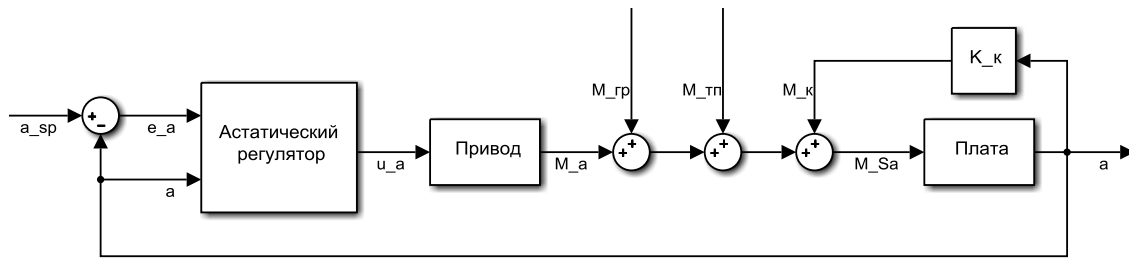 K_к
M_гр
M_тп
M_к
a_sp
e_a
Астатический
регулятор
u_a
Привод
M_a
M_Sa
Плата
a
a